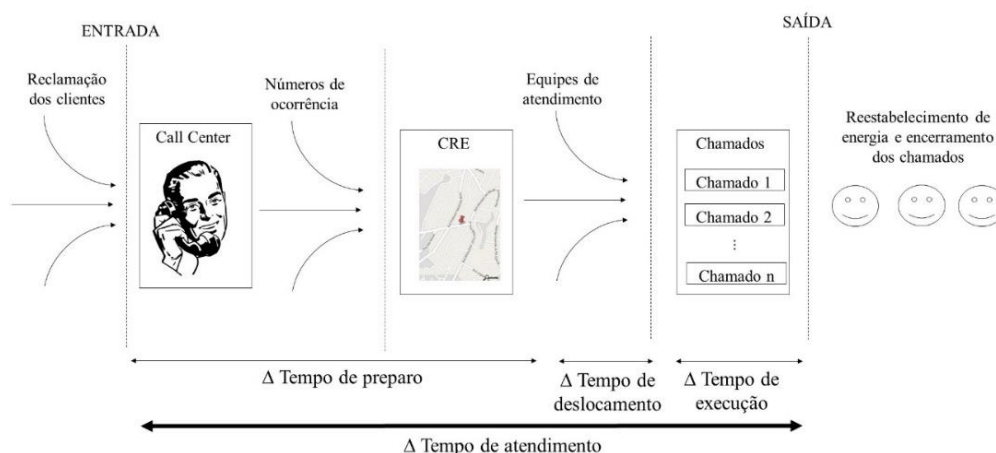 ENTRADA
SAÍDA
Reclamação
dos clientes
Call Center
Números de
ocorrência
CRE
Equipes de
atendimento
Chamados
Chamado 1
Chamado 2
⋮
Chamado n
Reestabelecimento de
energia e encerramento
dos chamados
Δ Tempo de preparo
Δ Tempo de
deslocamento
Δ Tempo de
execução
Δ Tempo de atendimento